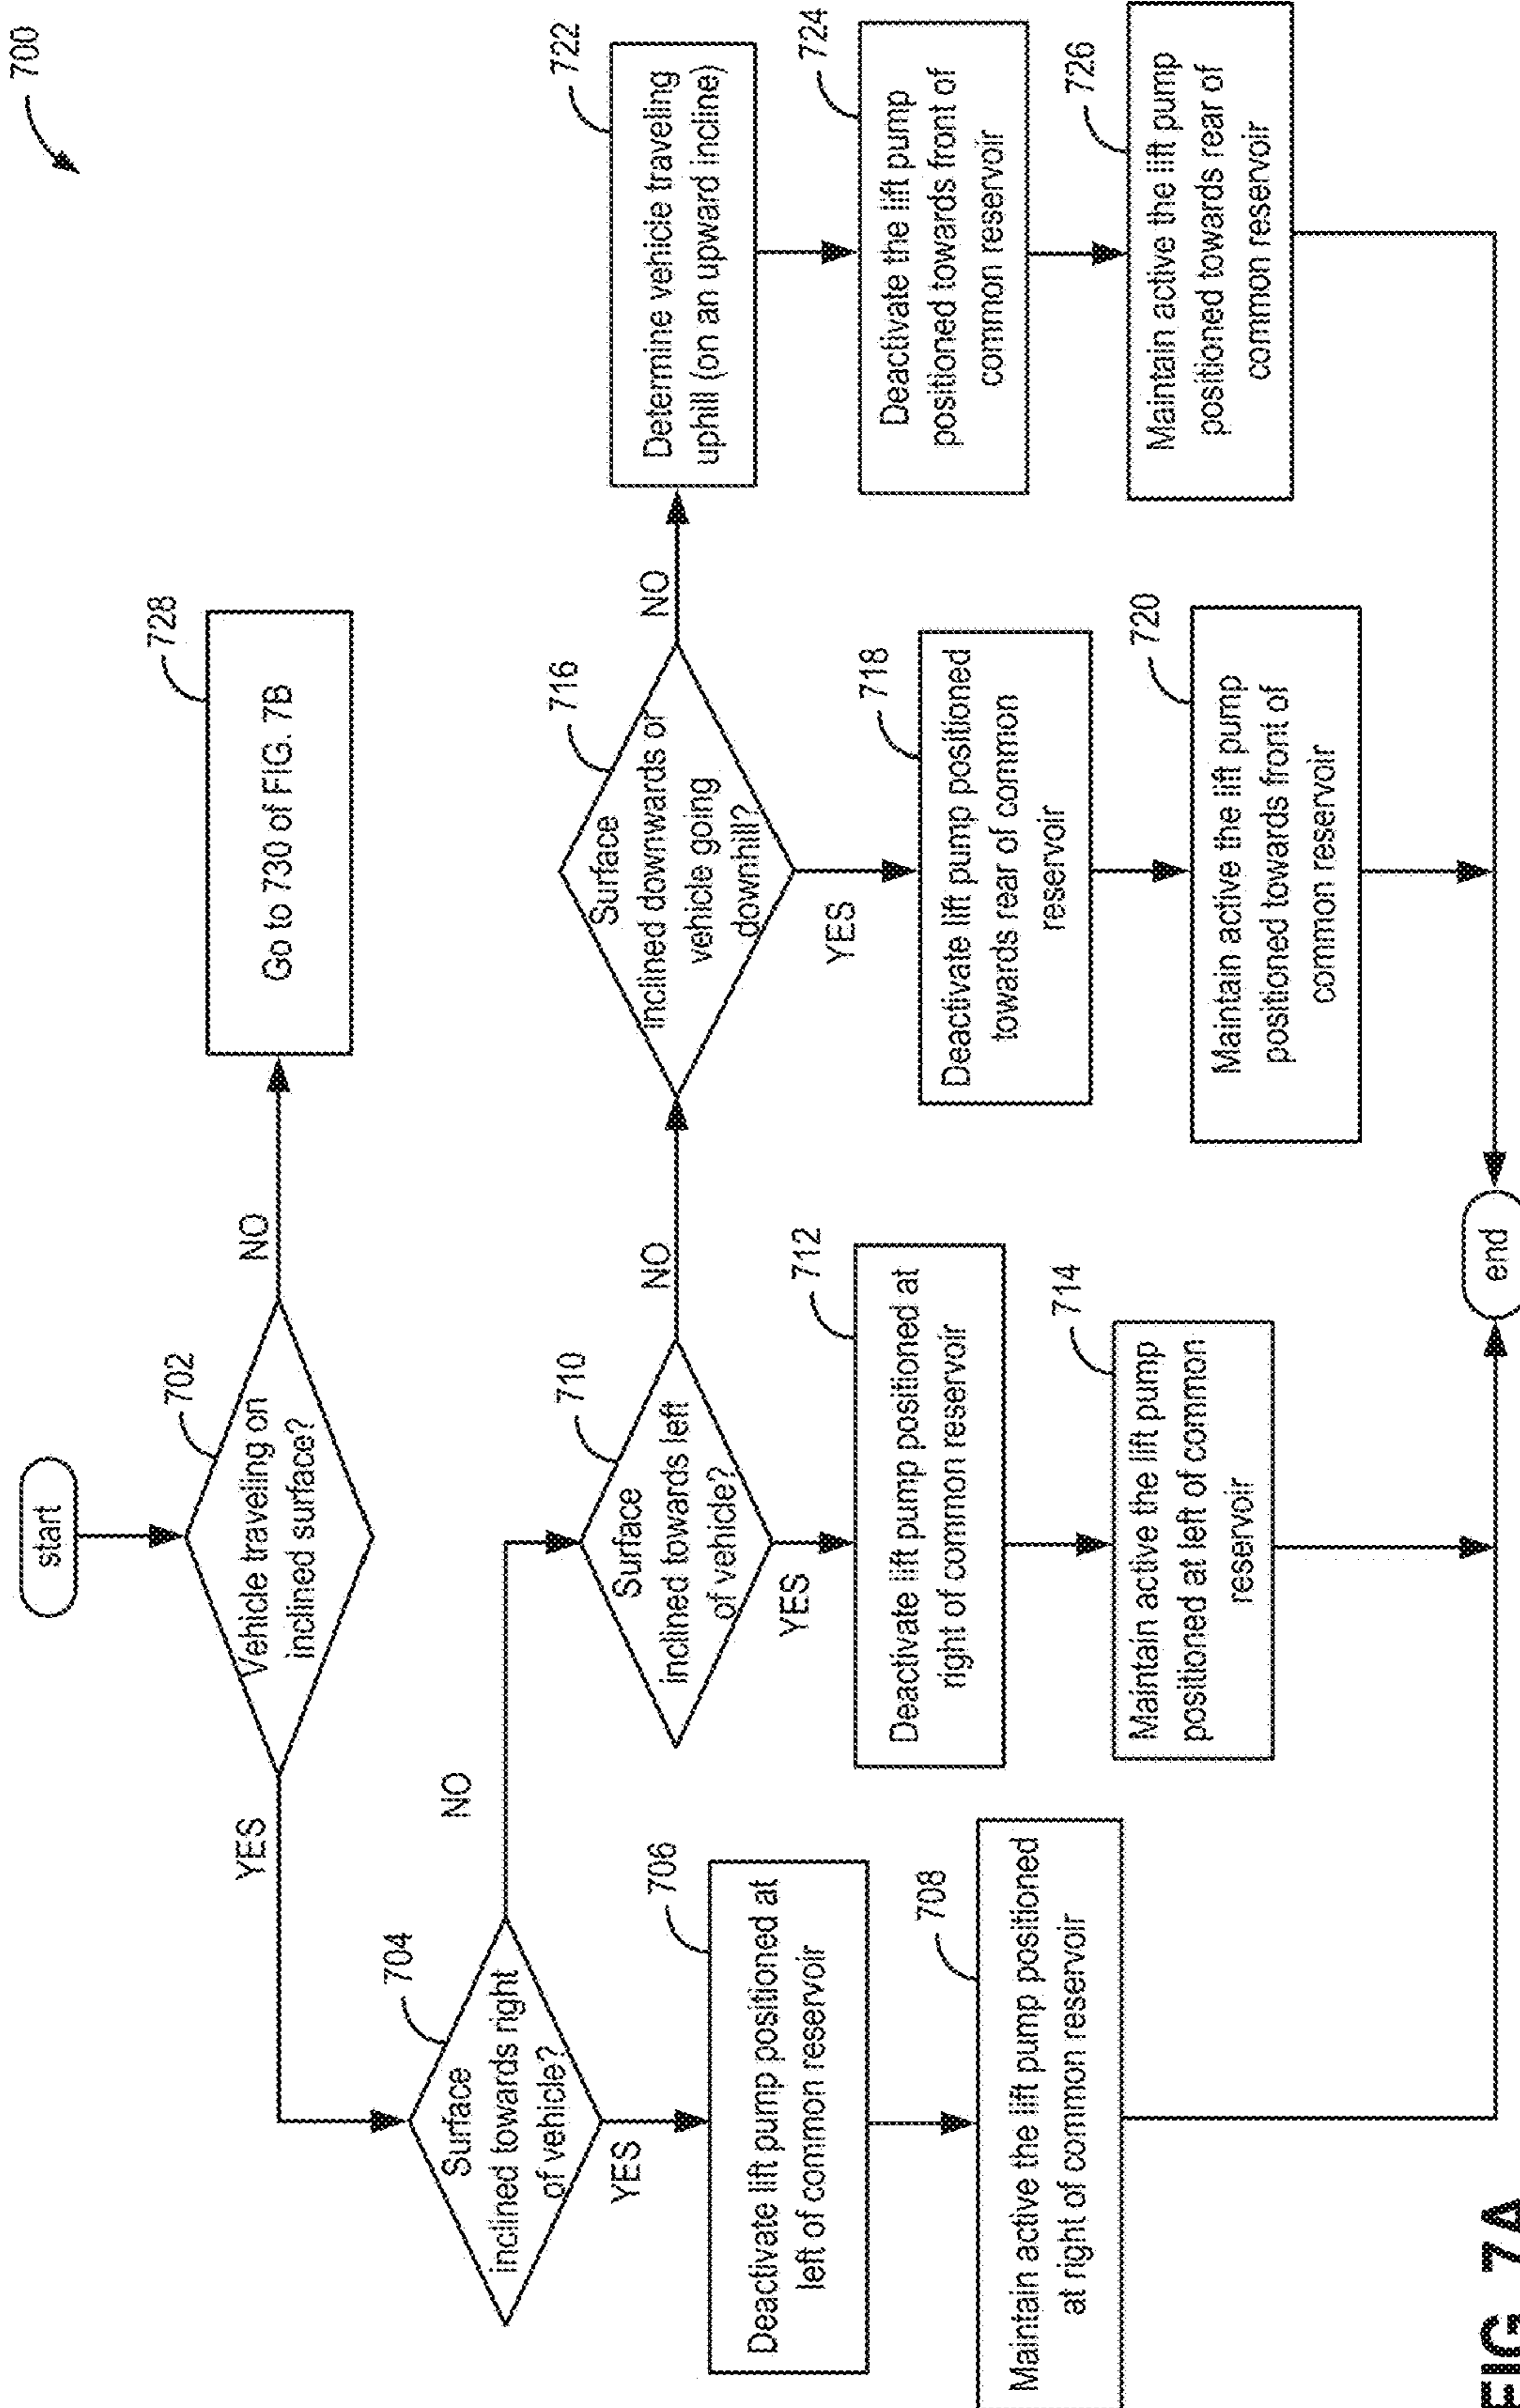 700
start
702
Vehicle traveling on
inclined surface?
YES
NO
728
Go to 730 of FIG. 7B
704
Surface
inclined towards right
of vehicle?
NO
YES
706
Deactivate lift pump positioned at
left of common reservoir
708
Maintain active the lift pump positioned
at right of common reservoir
710
Surface
inclined towards left
of vehicle?
NO
YES
712
Deactivate lift pump positioned at
right of common reservoir
714
Maintain active the lift pump
positioned at left of common
reservoir
716
Surface
inclined downwards or
vehicle going
downhill?
NO
YES
718
Deactivate lift pump positioned
towards rear of common
reservoir
720
Maintain active the lift pump
positioned towards front of
common reservoir
722
Determine vehicle traveling
uphill (on an upward incline)
724
Deactivate the lift pump
positioned towards front of
common reservoir
726
Maintain active the lift pump
positioned towards rear of
common reservoir
end
FIG. 7A